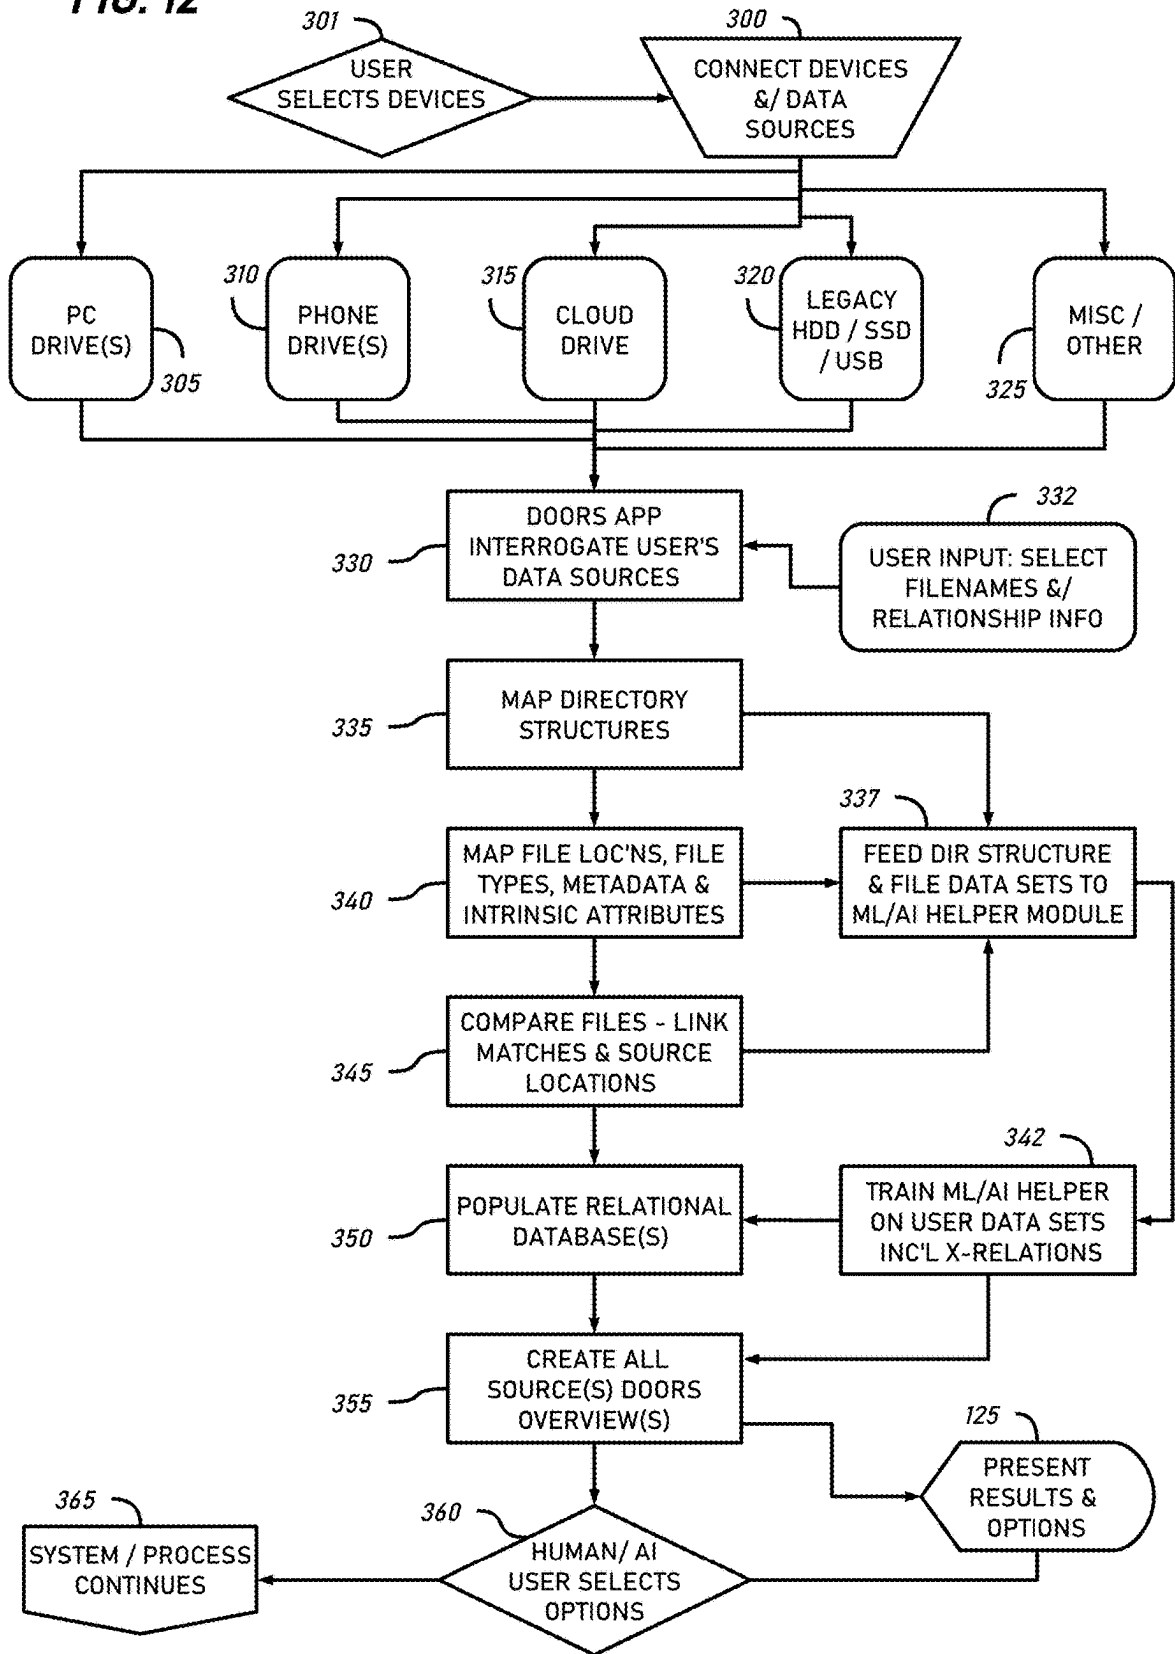 FIG. 12
301
USER
SELECTS DEVICES
300
CONNECT DEVICES
&/ DATA
SOURCES
PC
DRIVE(S)
305
310
PHONE
DRIVE(S)
315
CLOUD
DRIVE
320
LEGACY
HDD / SSD
/ USB
MISC /
OTHER
325
330
DOORS APP
INTERROGATE USER'S
DATA SOURCES
332
USER INPUT: SELECT
FILENAMES &/
RELATIONSHIP INFO
335
MAP DIRECTORY
STRUCTURES
337
FEED DIR STRUCTURE
& FILE DATA SETS TO
ML/AI HELPER MODULE
340
MAP FILE LOC'NS, FILE
TYPES, METADATA &
INTRINSIC ATTRIBUTES
345
COMPARE FILES - LINK
MATCHES & SOURCE
LOCATIONS
342
TRAIN ML/AI HELPER
ON USER DATA SETS
INC'L X-RELATIONS
350
POPULATE RELATIONAL
DATABASE(S)
355
CREATE ALL
SOURCE(S) DOORS
OVERVIEW(S)
125
PRESENT
RESULTS &
OPTIONS
360
HUMAN/ AI
USER SELECTS
OPTIONS
365
SYSTEM / PROCESS
CONTINUES